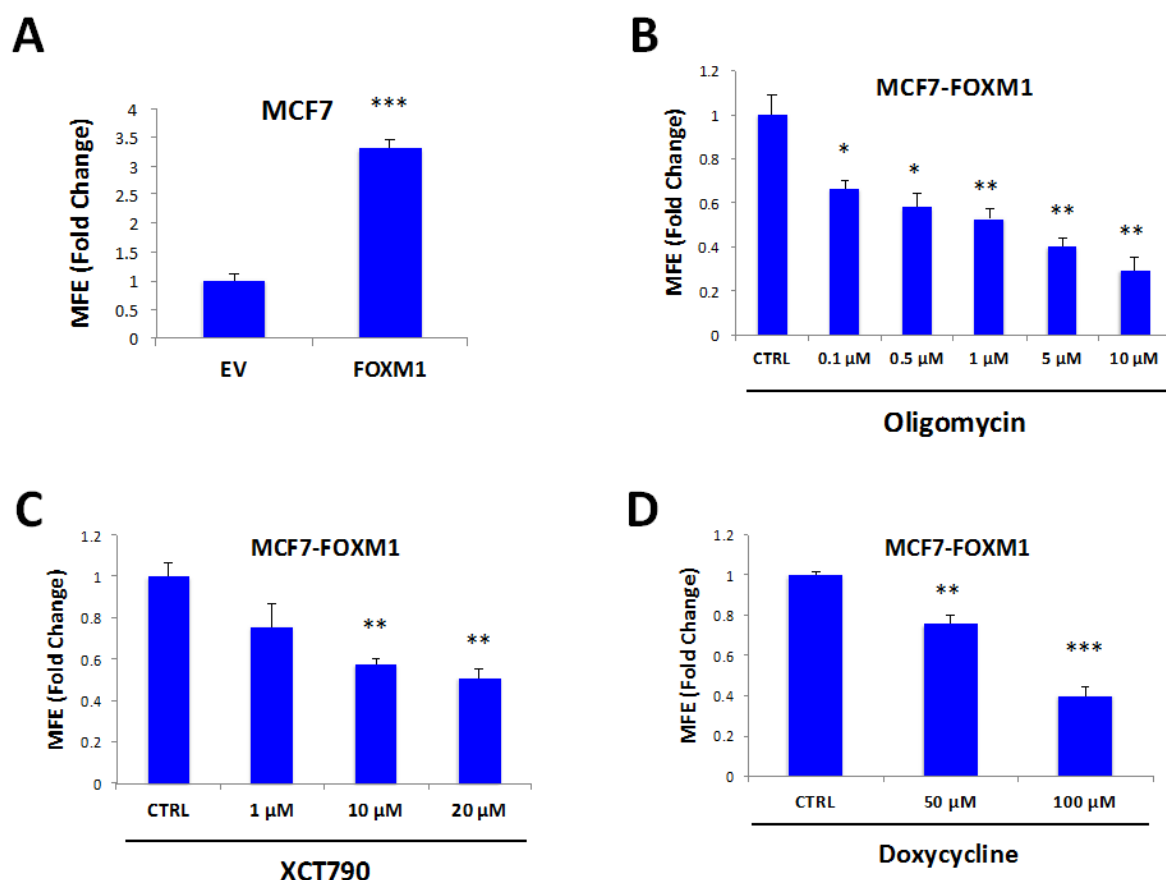 A
MCF7
***
MFE (Fold Change)
4
3.5
3
2.5
2
1.5
1
0.5
0
EV FOXM1
B
MCF7-FOXM1
MFE (Fold Change)
1.2
1
0.8
0.6
0.4
0.2
0
* * ** ** **
CTRL 0.1 µM 0.5 µM 1 µM 5 µM 10 µM
Oligomycin
C
MCF7-FOXM1
MFE (Fold Change)
1.2
1
0.8
0.6
0.4
0.2
0
** **
CTRL 1 µM 10 µM 20 µM
XCT790
D
MCF7-FOXM1
MFE (Fold Change)
1.2
1
0.8
0.6
0.4
0.2
0
** ***
CTRL 50 µM 100 µM
Doxycycline